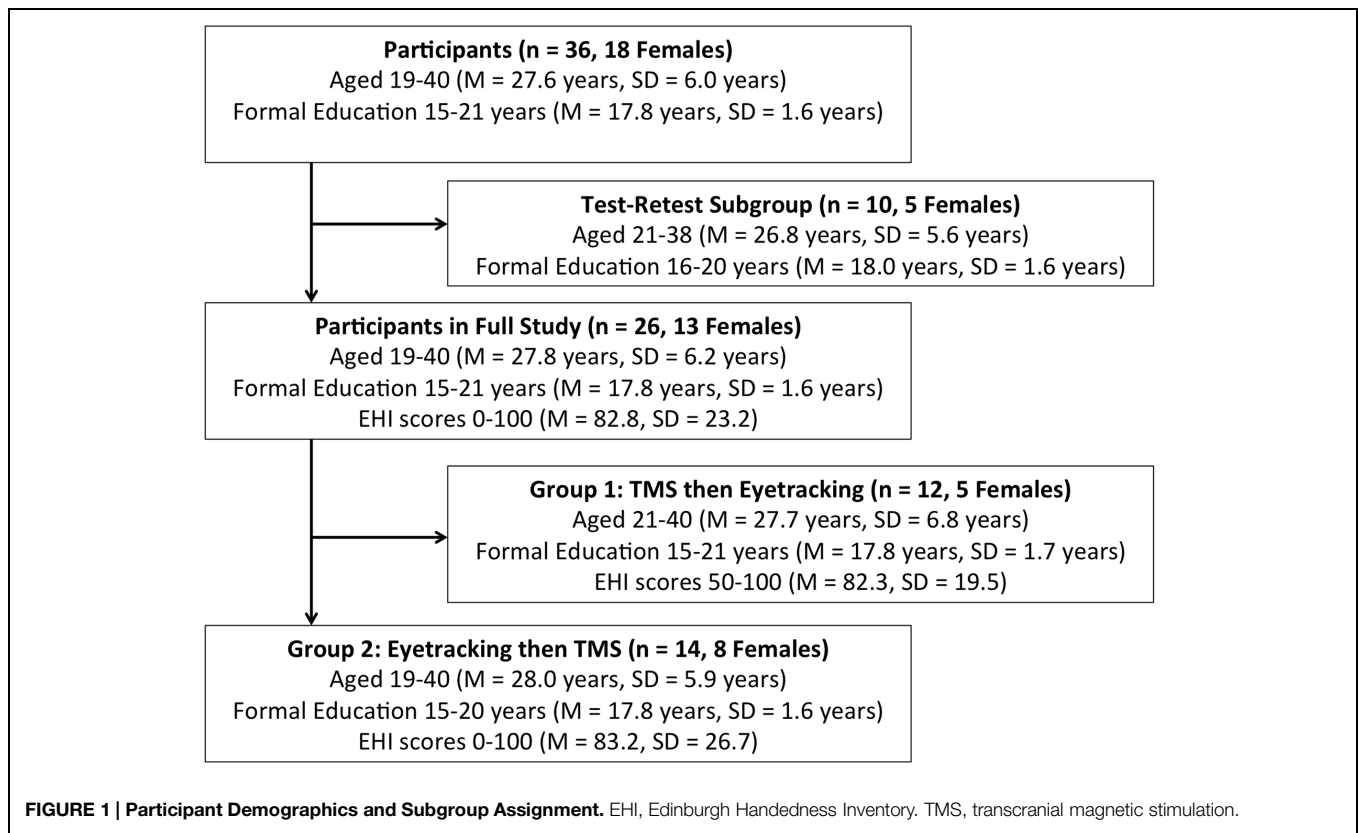 Participants (n = 36, 18 Females)
Aged 19-40 (M = 27.6 years, SD = 6.0 years)
Formal Education 15-21 years (M = 17.8 years, SD = 1.6 years)
Test-Retest Subgroup (n = 10, 5 Females)
Aged 21-38 (M = 26.8 years, SD = 5.6 years)
Formal Education 16-20 years (M = 18.0 years, SD = 1.6 years)
Participants in Full Study (n = 26, 13 Females)
Aged 19-40 (M = 27.8 years, SD = 6.2 years)
Formal Education 15-21 years (M = 17.8 years, SD = 1.6 years)
EHI scores 0-100 (M = 82.8, SD = 23.2)
Group 1: TMS then Eyetracking (n = 12, 5 Females)
Aged 21-40 (M = 27.7 years, SD = 6.8 years)
Formal Education 15-21 years (M = 17.8 years, SD = 1.7 years)
EHI scores 50-100 (M = 82.3, SD = 19.5)
Group 2: Eyetracking then TMS (n = 14, 8 Females)
Aged 19-40 (M = 28.0 years, SD = 5.9 years)
Formal Education 15-20 years (M = 17.8 years, SD = 1.6 years)
EHI scores 0-100 (M = 83.2, SD = 26.7)
FIGURE 1 | Participant Demographics and Subgroup Assignment. EHI, Edinburgh Handedness Inventory. TMS, transcranial magnetic stimulation.